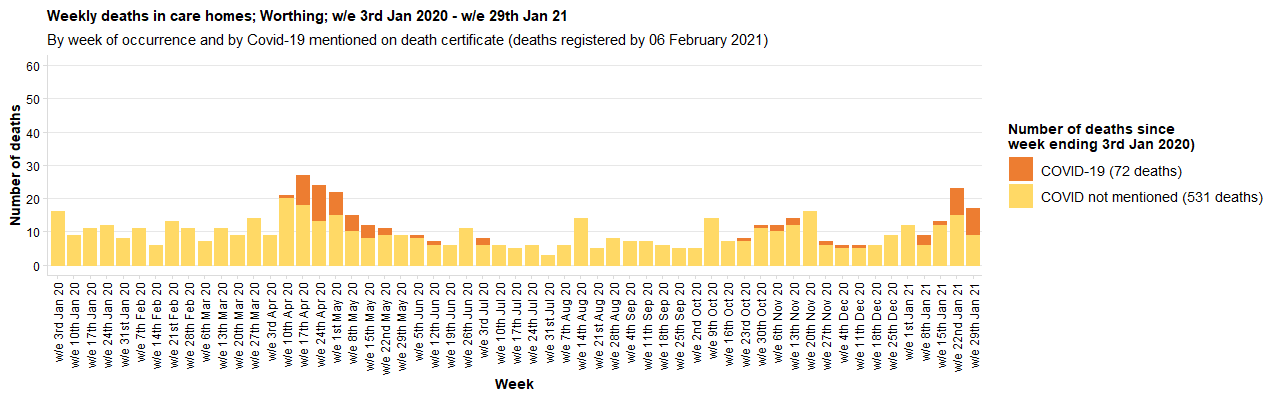 Weekly deaths in care homes; Worthing; w/e 3rd Jan 2020 - w/e 29th Jan 21
By week of occurrence and by Covid-19 mentioned on death certificate (deaths registered by 06 February 2021)
Number of deaths
60
50
40
30
20
10
0
w/e 3rd Jan 20
w/e 10th Jan 20
w/e 17th Jan 20
w/e 24th Jan 20
w/e 31st Jan 20
w/e 7th Feb 20
w/e 14th Feb 20
w/e 21st Feb 20
w/e 28th Feb 20
w/e 6th Mar 20
w/e 13th Mar 20
w/e 20th Mar 20
w/e 27th Mar 20
w/e 3rd Apr 20
w/e 10th Apr 20
w/e 17th Apr 20
w/e 24th Apr 20
w/e 1st May 20
w/e 8th May 20
w/e 15th May 20
w/e 22nd May 20
w/e 29th May 20
w/e 5th Jun 20
w/e 12th Jun 20
w/e 19th Jun 20
w/e 26th Jun 20
w/e 3rd Jul 20
w/e 10th Jul 20
w/e 17th Jul 20
w/e 24th Jul 20
w/e 31st Jul 20
w/e 7th Aug 20
w/e 14th Aug 20
w/e 21st Aug 20
w/e 28th Aug 20
w/e 4th Sep 20
w/e 11th Sep 20
w/e 18th Sep 20
w/e 25th Sep 20
w/e 2nd Oct 20
w/e 9th Oct 20
w/e 16th Oct 20
w/e 23rd Oct 20
w/e 30th Oct 20
w/e 6th Nov 20
w/e 13th Nov 20
w/e 20th Nov 20
w/e 27th Nov 20
w/e 4th Dec 20
w/e 11th Dec 20
w/e 18th Dec 20
w/e 25th Dec 20
w/e 1st Jan 21
w/e 8th Jan 21
w/e 15th Jan 21
w/e 22nd Jan 21
w/e 29th Jan 21
Week
Number of deaths since
week ending 3rd Jan 2020)
COVID-19 (72 deaths)
COVID not mentioned (531 deaths)